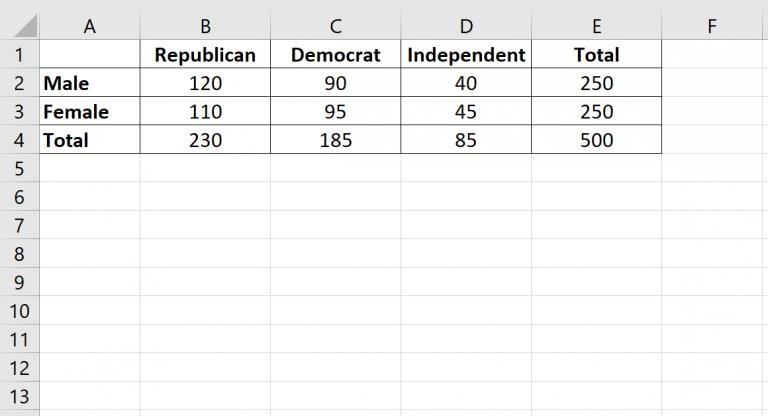 A B C D E F
1 Republican Democrat Independent Total
2 Male 120 90 40 250
3 Female 110 95 45 250
4 Total 230 185 85 500
5
6
7
8
9
10
11
12
13